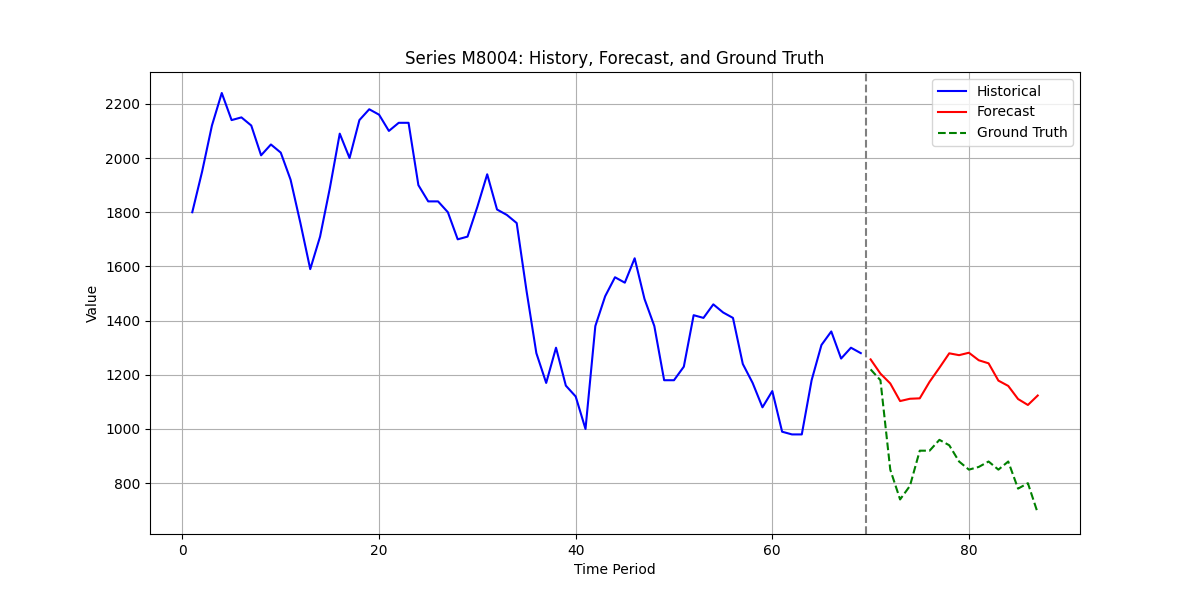 Series M8004: History, Forecast, and Ground Truth
Historical
Forecast
Ground Truth
2200
2000
1800
1600
1400
1200
1000
800
Value
0 20 40 60 80
Time Period